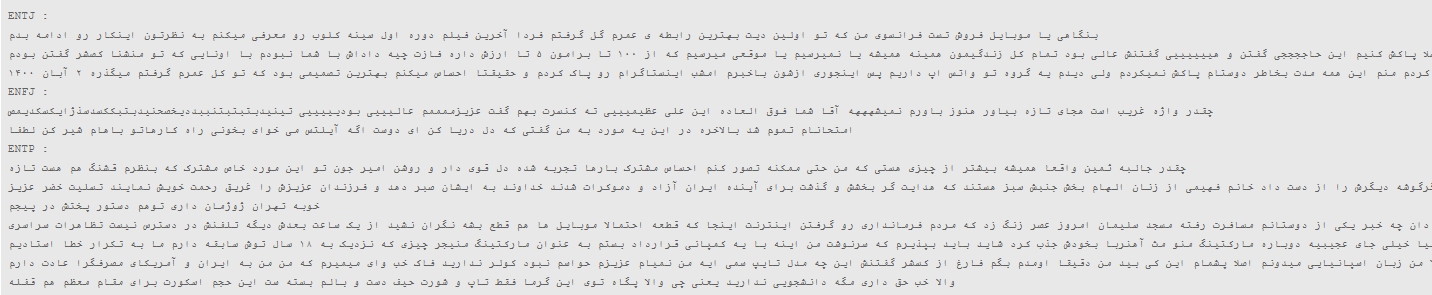 ENTJ :
بنگاهی یا موبایل فروش تست فرانسوی من که تو اولین دیت بهترین رابطه ی عمرم گل گرفتم فردا آخرین فیلم دوره اول سینه کلوب رو معرفی میکنم به نظرتون اینکار رو ادامه بدم
ملا پاکش کنیم این حاجججی گفتن و هیییییی گفتنش عالی بود تمام کل زندگیمون همینه همیشه یا نمیرسیم یا موقعی میرسیم که از ۱۰۰ تا برامون ۵ تا ارزش داره فازت چیه داداش با شما نبودم با اونایی که تو منشنا کصشر گفتن بودم
کردم منم این همه مدت بخاطر دوستام پاکش نمیکردم ولی دیدم یه گروه تو واتس اپ داریم پس اینجوری ازشون باخبرم امشب اینستاگرام رو پاک کردم و حقیقتا احساس میکنم بهترین تصمیمی بود که تو کل عمرم گرفتم میگذره ۲ آبان ۱۴۰۰
ENFJ :
چقدر واژه غریب است هجای تازه بیاور هنوز باورم نمیشهههه آقا شما فوق العاده این علی عظیمیییی ته کنسرت بهم گفت عزیزمممم عالییی بودیییییی
امتحانام تموم شد بالاخره در این یه مورد به من گفتی که دل دریا کن ای دوست اگه آیلتس می خوای بخونی راه کارهاتو باهام شیر کن لطفا
ENTP :
چقدر جالبه ثمین واقعا همیشه بیشتر از چیزی هستی که من حتی ممکنه تصور کنم احساس مشترک بارها تجربه شده دل قوی دار و روشن امیر جون تو این مورد خاص مشترک که بنظرم قشنگ هم هست تازه
گرگوشه دیگرش را از دست داد خانم فهیمی از زنان الهام بخش جنبش سبز هستند که هدایت گر بخشش و گذشت برای آینده ایران آزاد و دموکرات شدند خداوند به ایشان صبر دهد و فرزندان عزیزش را غریق رحمت خویش نمایند تسلیت خضر عزیز
خوبه تهران ژوژمان داری توهم دستور پختش در پیجم
دان چه خبر یکی از دوستانم مسافرت رفته مسجد سلیمان امروز عصر زنگ زد که مردم فرمانداری رو گرفتن اینترنت اینجا که قطعه احتمالا موبایل ها هم قطع بشه نگران نشید از یک ساعت بعدش دیگه تلفنش در دسترس نیست تظاهرات سراسری
نیا خیلی جای عجیبیه دوباره مارکتینگ منو مث آهنربا بخودش جذب کرد شاید باید بپذیرم که سرنوشت من اینه با یه کمپانی قرارداد بستم به عنوان مارکتینگ منیجر چیزی که نزدیک به ۱۸ سال توش سابقه دارم ما به تکرار خطا استادیم
من زبان اسپانیایی میدونم اصلا پشمام این کی بید من دقیقا اومدم بگم فارغ از کسشر گفتنش این چه مدل تایپ سمی ایه من نمیام عزیزم حواسم نبود کولر ندارید فاک خب وای میمیرم که من من به ایران و آمریکای مصرفگرا عادت دارم
والا خب حق داری مگه دانشجویی ندارید یعنی چی والا پگاه توی این گرما فقط تاپ و شورت حیف دست و بالم بسته ست این حجم اسکورت برای مقام معظم هم قفله